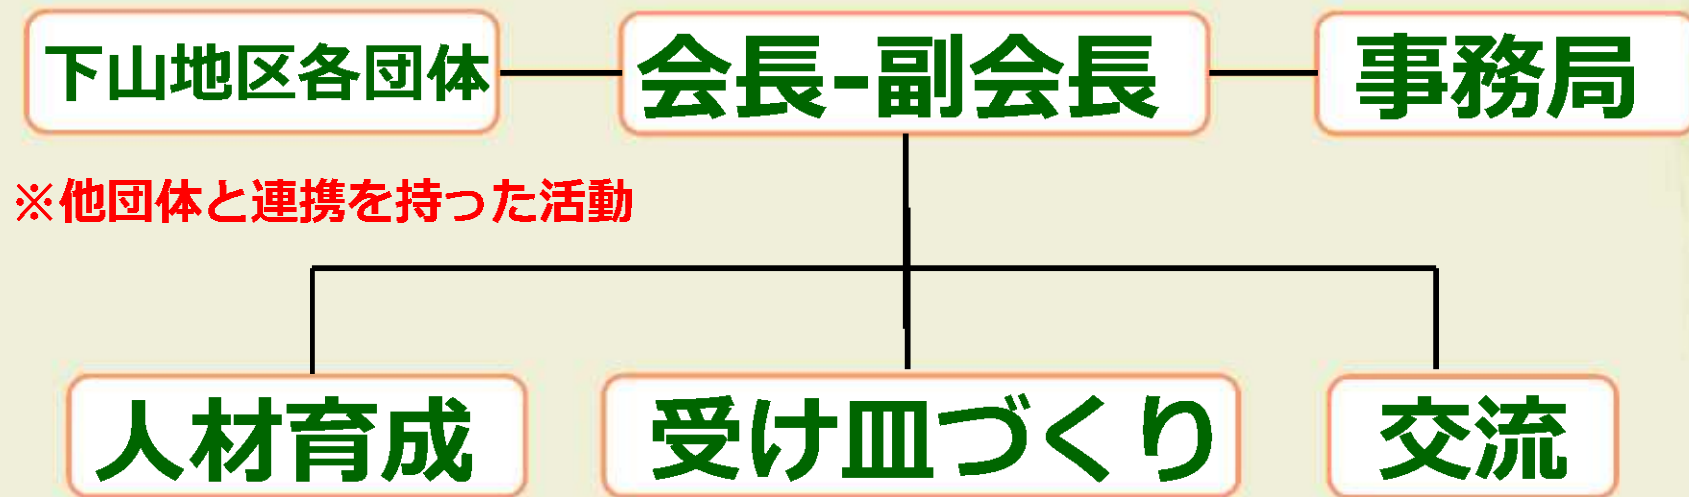 下山地区各団体
会長-副会長
事務局
※他団体と連携を持った活動
人材育成
受け皿づくり
交流